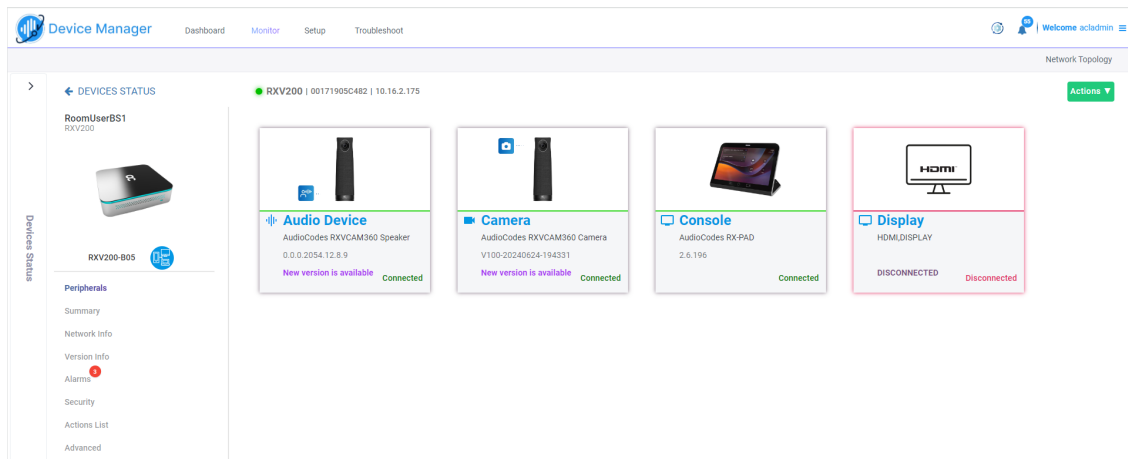 Device Manager
Dashboard
Monitor
Setup
Troubleshoot
55
Welcome acladmin
Network Topology
DEVICES STATUS
RXV200 | 00171905C482 | 10.16.2.175
Actions
RoomUserBS1
RXV200
RXV200-B05
Devices Status
Peripherals
Summary
Network Info
Version Info
Alarms
3
Security
Actions List
Advanced
Audio Device
AudioCodes RXVCAM360 Speaker
0.0.0.2054.12.8.9
New version is available
Connected
Camera
AudioCodes RXVCAM360 Camera
V100-20240624-194331
New version is available
Connected
Console
AudioCodes RX-PAD
2.6.196
Connected
HDMI
Display
HDMI,DISPLAY
DISCONNECTED
Disconnected